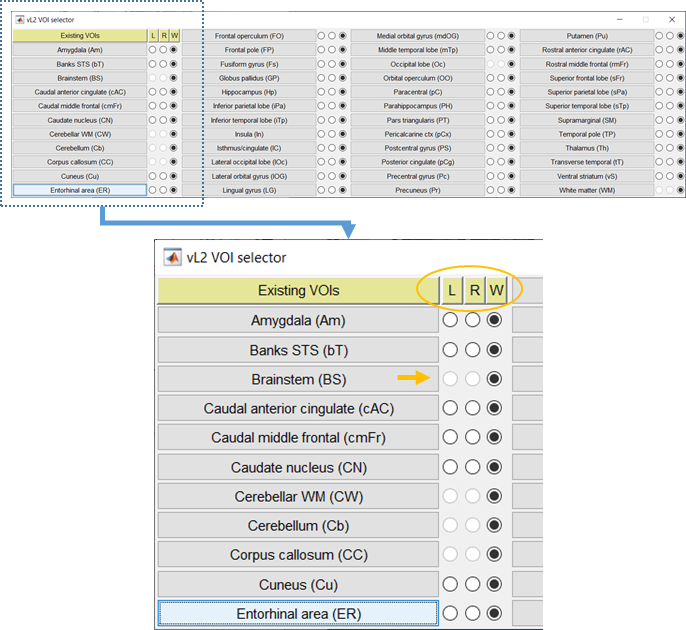 vL2 VOI selector
Existing VOIs L R W Frontal operculum (FO) Medial orbital gyrus (mdOG) Putamen (Pu)
Amygdala (Am) Frontal pole (FP) Middle temporal lobe (mTp) Rostral anterior cingulate (rAC)
Banks STS (bT) Fusiform gyrus (Fs) Occipital lobe (Oc) Rostral middle frontal (rmFr)
Brainstem (BS) Globus pallidus (GP) Orbital operculum (OO) Superior frontal (sFr)
Caudal anterior cingulate (cAC) Hippocampus (Hp) Paracentral (pC) Superior parietal lobe (sPa)
Caudal middle frontal (cmFr) Inferior parietal lobe (iPa) Parahippocampus (PH) Superior temporal lobe (sTp)
Caudate nucleus (CN) Inferior temporal lobe (iTp) Pars triangularis (PT) Supramarginal (SM)
Cerebellar WM (CW) Insula (In) Pericalcarine ctx (pCx) Temporal pole (TP)
Cerebellum (Cb) Isthmus/cingulate (IC) Postcentral gyrus (PS) Thalamus (Th)
Corpus callosum (CC) Lateral occipital lobe (lOc) Posterior cingulate (pCg) Transverse temporal (tT)
Cuneus (Cu) Lateral orbital gyrus (lOG) Precentral gyrus (Pc) Ventral striatum (vS)
Entorhinal area (ER) Lingual gyrus (LG) Precuneus (Pr) White matter (WM)
vL2 VOI selector
Existing VOIs L R W
Amygdala (Am)
Banks STS (bT)
Brainstem (BS)
Caudal anterior cingulate (cAC)
Caudal middle frontal (cmFr)
Caudate nucleus (CN)
Cerebellar WM (CW)
Cerebellum (Cb)
Corpus callosum (CC)
Cuneus (Cu)
Entorhinal area (ER)